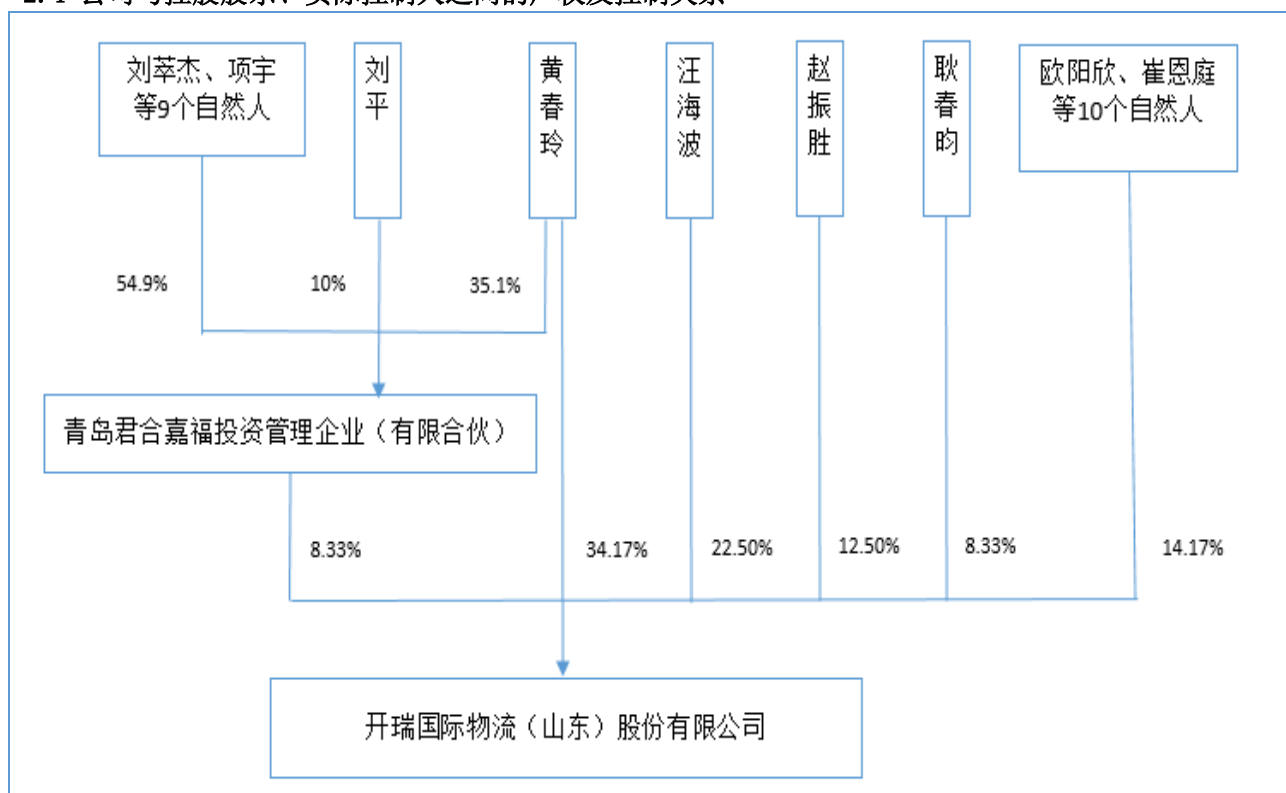 刘萃杰、项宇
等9个自然人
刘平
黄春玲
汪海波
赵振胜
耿春昀
欧阳欣、崔恩庭
等10个自然人
54.9%
10%
35.1%
青岛君合嘉福投资管理企业（有限合伙）
8.33%
34.17%
22.50%
12.50%
8.33%
14.17%
开瑞国际物流（山东）股份有限公司